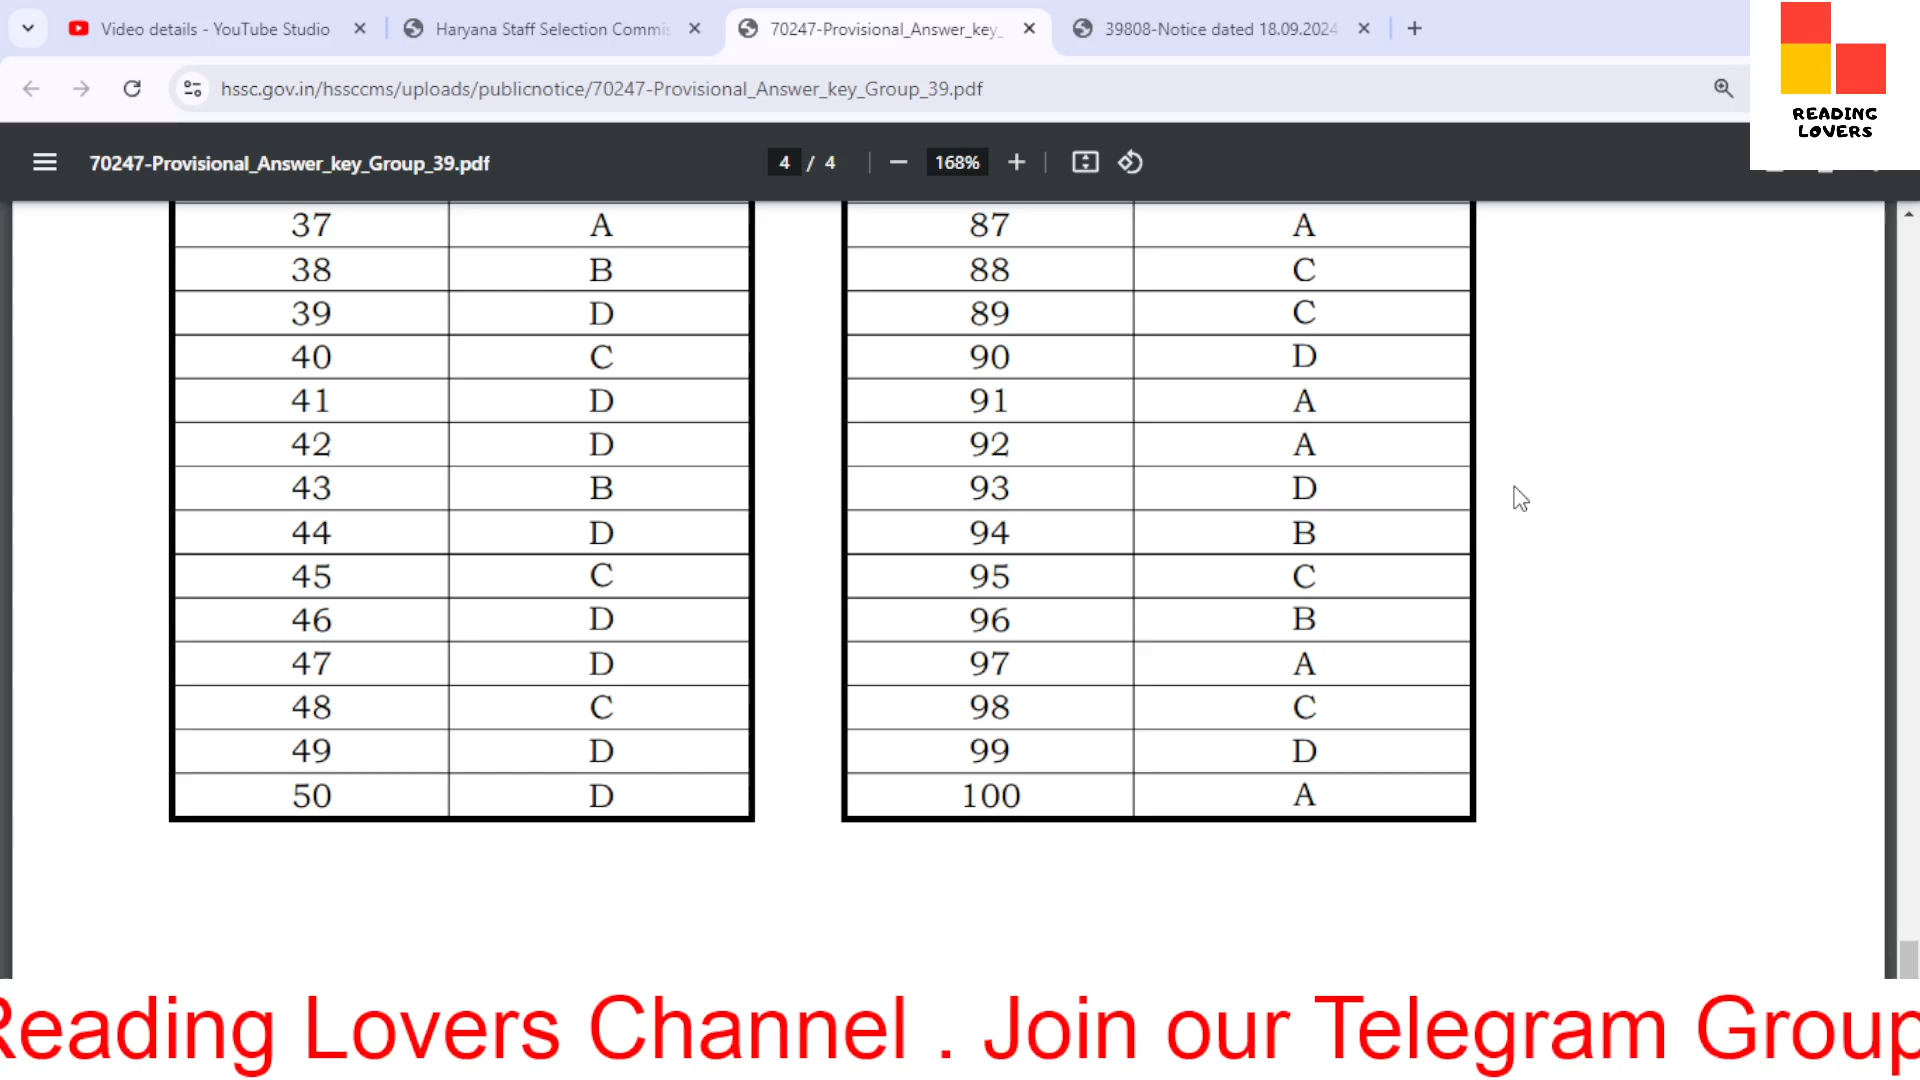 Video details - YouTube Studio
Haryana Staff Selection Commis
70247-Provisional_Answer_key_
39808-Notice dated 18.09.2024
hssc.gov.in/hssccms/uploads/publicnotice/70247-Provisional_Answer_key_Group_39.pdf
READING
LOVERS
70247-Provisional_Answer_key_Group_39.pdf
4 / 4
168%
37 A 87 A
38 B 88 C
39 D 89 C
40 C 90 D
41 D 91 A
42 D 92 A
43 B 93 D
44 D 94 B
45 C 95 C
46 D 96 B
47 D 97 A
48 C 98 C
49 D 99 D
50 D 100 A
Reading Lovers Channel . Join our Telegram Group